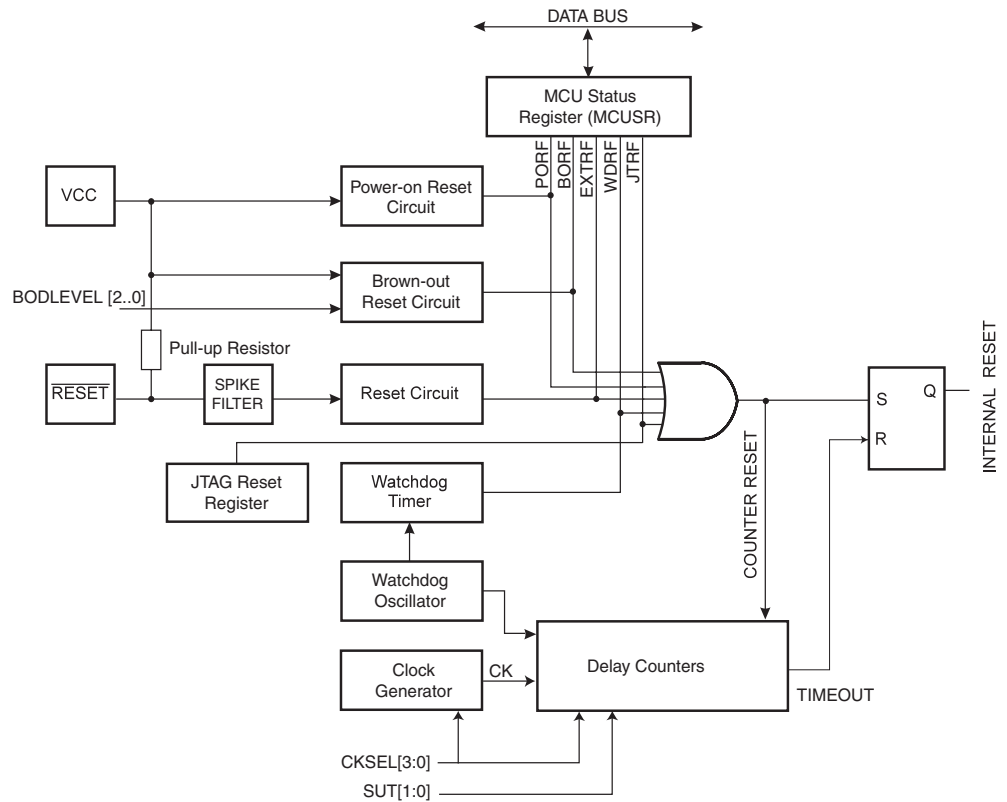 DATA BUS
MCU Status
Register (MCUSR)
PORF
BORF
EXTRF
WDRF
JTRF
VCC
Power-on Reset
Circuit
Brown-out
Reset Circuit
BODLEVEL [2..0]
Pull-up Resistor
RESET
SPIKE
FILTER
Reset Circuit
JTAG Reset
Register
Watchdog
Timer
Watchdog
Oscillator
Clock
Generator
CK
Delay Counters
CKSEL[3:0]
SUT[1:0]
COUNTER RESET
TIMEOUT
S
R
Q
INTERNAL RESET